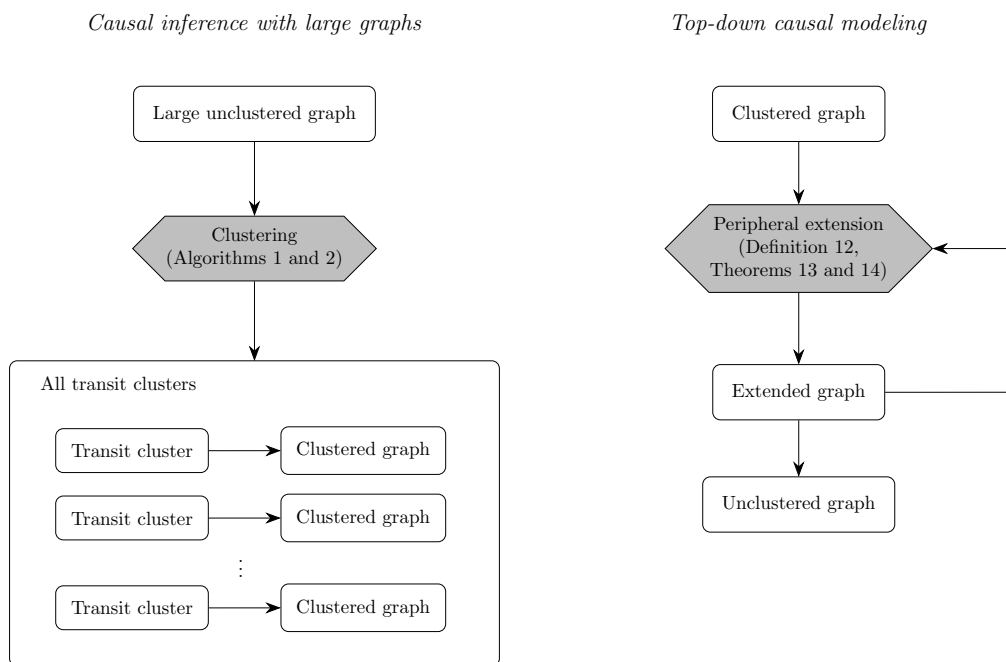 Causal inference with large graphs
Large unclustered graph
Clustering
(Algorithms 1 and 2)
All transit clusters
Transit cluster
Clustered graph
Transit cluster
Clustered graph
⋮
Transit cluster
Clustered graph
Top-down causal modeling
Clustered graph
Peripheral extension
(Definition 12,
Theorems 13 and 14)
Extended graph
Unclustered graph